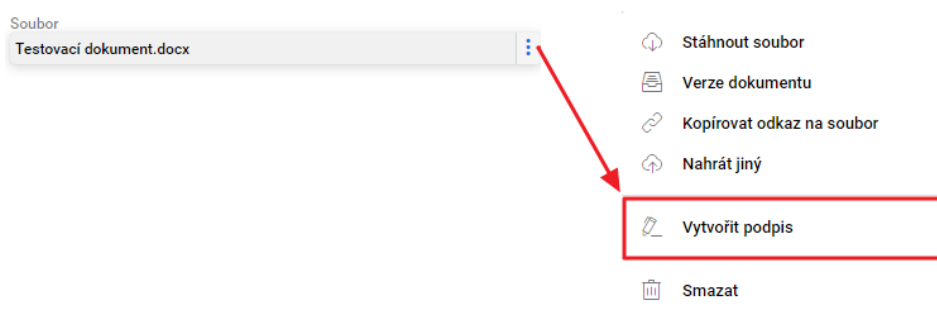 Soubor
Testovací dokument.docx
Stáhnout soubor
Verze dokumentu
Kopírovat odkaz na soubor
Nahrát jiný
Vytvořit podpis
Smazat